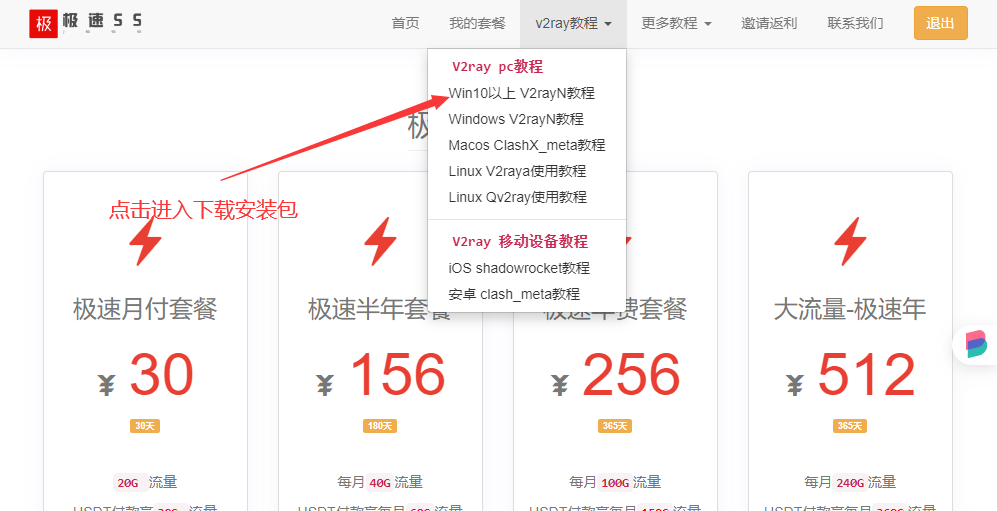 极 极速SS
首页 我的套餐 v2ray教程 更多教程 邀请返利 联系我们 退出
V2ray pc教程
Win10以上 V2rayN教程
Windows V2rayN教程
Macos ClashX_meta教程
Linux V2raya使用教程
Linux Qv2ray使用教程
V2ray 移动设备教程
iOS shadowrocket教程
安卓 clash_meta教程
极
点击进入下载安装包
极速月付套餐 极速半年套餐 极速年费套餐 大流量-极速年
¥ 30 ¥ 156 ¥ 256 ¥ 512
30天 180天 365天 365天
20G 流量 每月 40G 流量 每月 100G 流量 每月 240G 流量